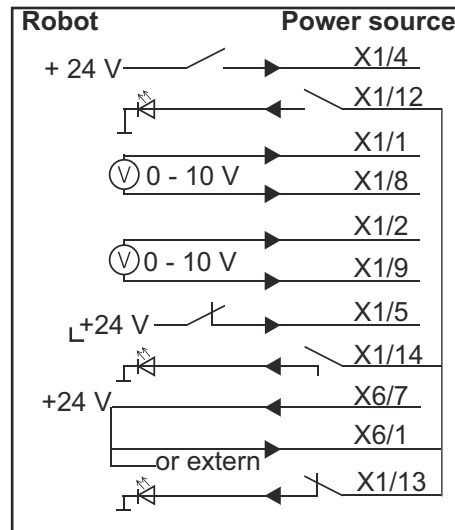 Robot Power source
+ 24 V X1/4
X1/12
X1/1
V 0 - 10 V X1/8
X1/2
V 0 - 10 V X1/9
+24 V X1/5
X1/14
+24 V X6/7
X6/1
or extern
X1/13